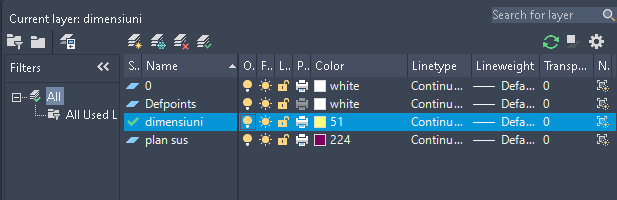 Current layer: dimensiuni
Search for layer
Filters
S.. Name O. F.. L.. P.. Color Linetype Lineweight Transp... N.
All
All Used L
0 white Continu... Defa... 0
Defpoints white Continu... Defa... 0
dimensiuni 51 Continu... Defa... 0
plan sus 224 Continu... Defa... 0